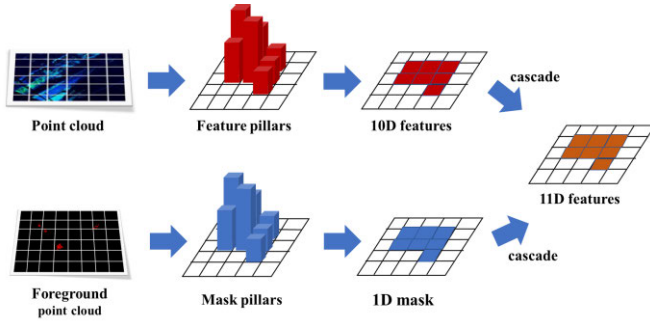 Point cloud
Feature pillars
10D features
cascade
11D features
Foreground
point cloud
Mask pillars
1D mask
cascade